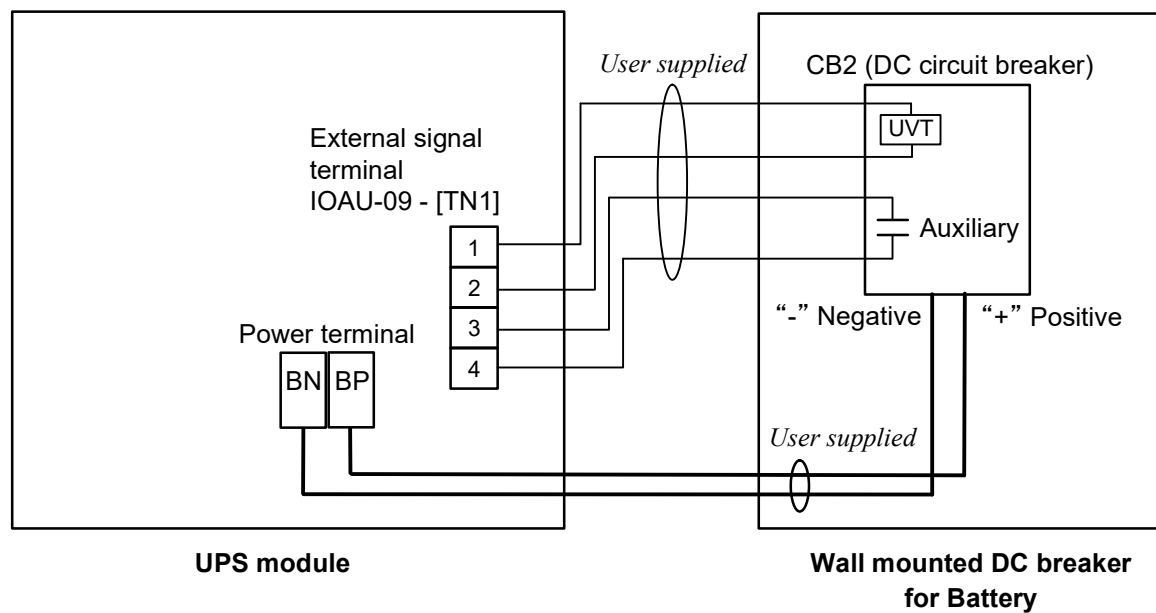 User supplied
CB2 (DC circuit breaker)
UVT
External signal
terminal
IOAU-09 - [TN1]
1
2
3
4
Auxiliary
“-” Negative
“+” Positive
Power terminal
BN
BP
User supplied
UPS module
Wall mounted DC breaker
for Battery